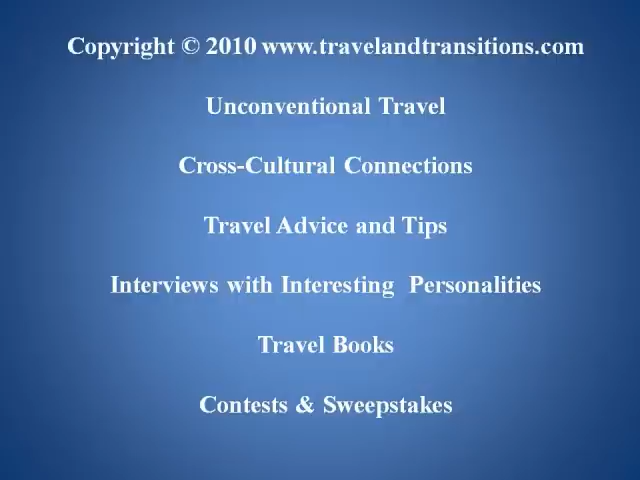 Copyright © 2010 www.travelandtransitions.com
Unconventional Travel
Cross-Cultural Connections
Travel Advice and Tips
Interviews with Interesting  Personalities
Travel Books
Contests & Sweepstakes